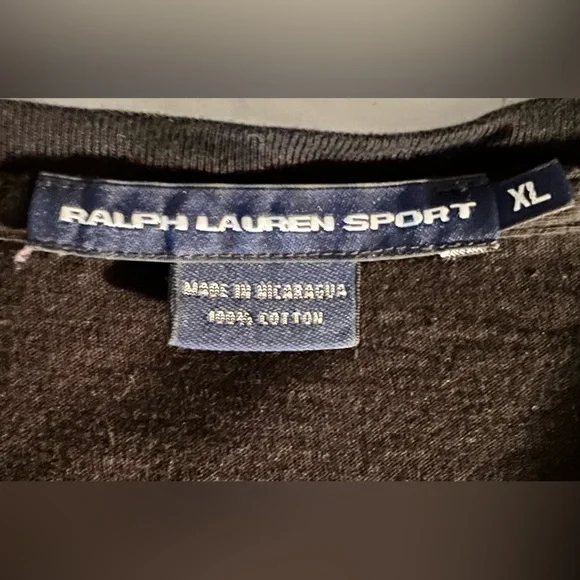 RALPH LAUREN SPORT XL
MADE IN NICARAGUA
100% COTTON